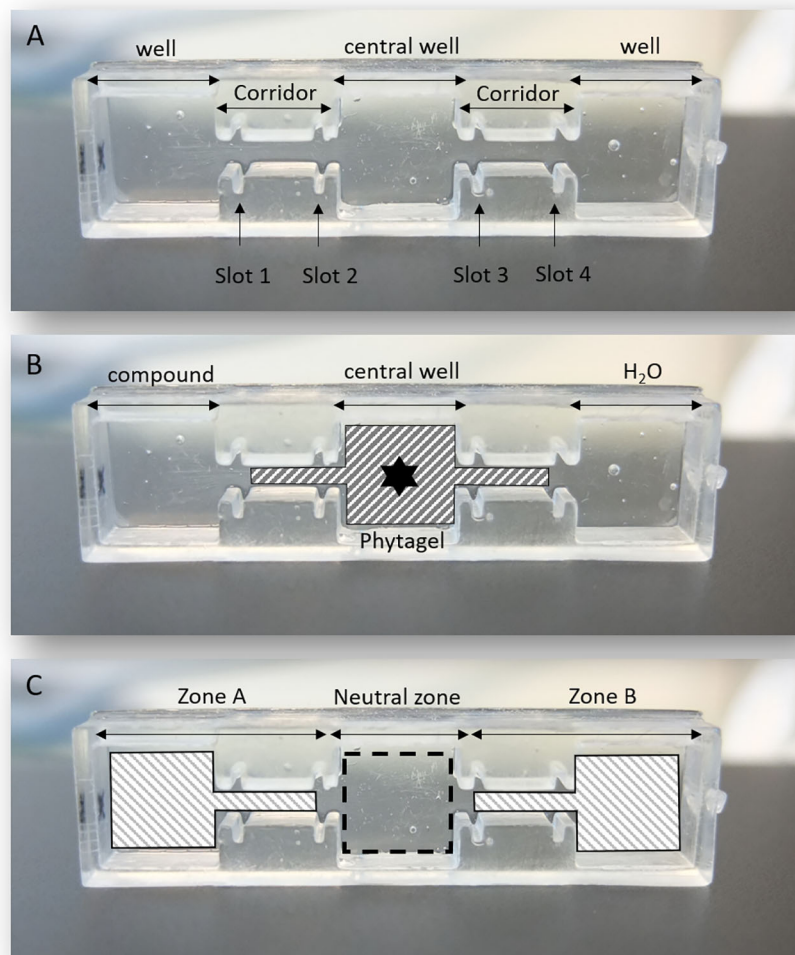 A
well
central well
well
Corridor
Corridor
Slot 1
Slot 2
Slot 3
Slot 4
B
compound
central well
H₂O
Phytagel
C
Zone A
Neutral zone
Zone B